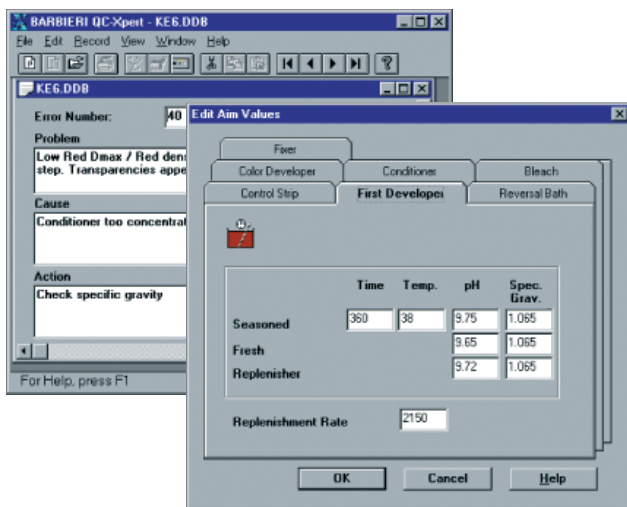 BARBIERI QC-Xpert - KE6.DDB
File Edit Record View Window Help
KE6.DDB
Error Number: 40
Problem
Low Red Dmax / Red dens
step. Transparencies appe
Cause
Conditioner too concentrat
Action
Check specific gravity
For Help, press F1
Edit Aim Values
Fixer
Color Developer Conditioner Bleach
Control Strip First Developer Reversal Bath
Time Temp. pH Spec. Grav.
Seasoned 360 38 9.75 1.065
Fresh 9.65 1.065
Replenisher 9.72 1.065
Replenishment Rate 2150
OK Cancel Help